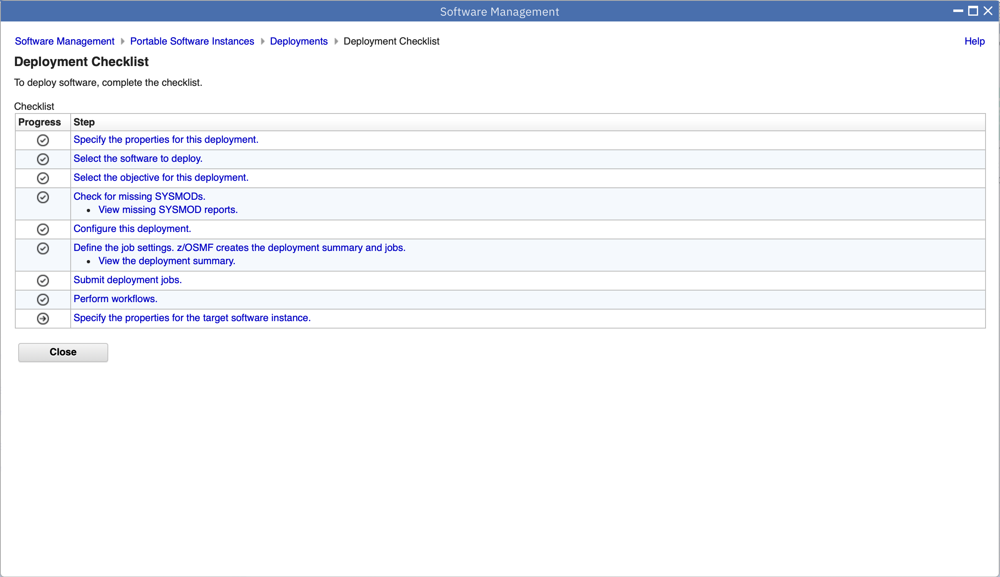 Software Management
Software Management Portable Software Instances Deployments Deployment Checklist Help
Deployment Checklist
To deploy software, complete the checklist.
Checklist
Progress Step
Specify the properties for this deployment.
Select the software to deploy.
Select the objective for this deployment.
Check for missing SYSMODs.
• View missing SYSMOD reports.
Configure this deployment.
Define the job settings. z/OSMF creates the deployment summary and jobs.
• View the deployment summary.
Submit deployment jobs.
Perform workflows.
Specify the properties for the target software instance.
Close